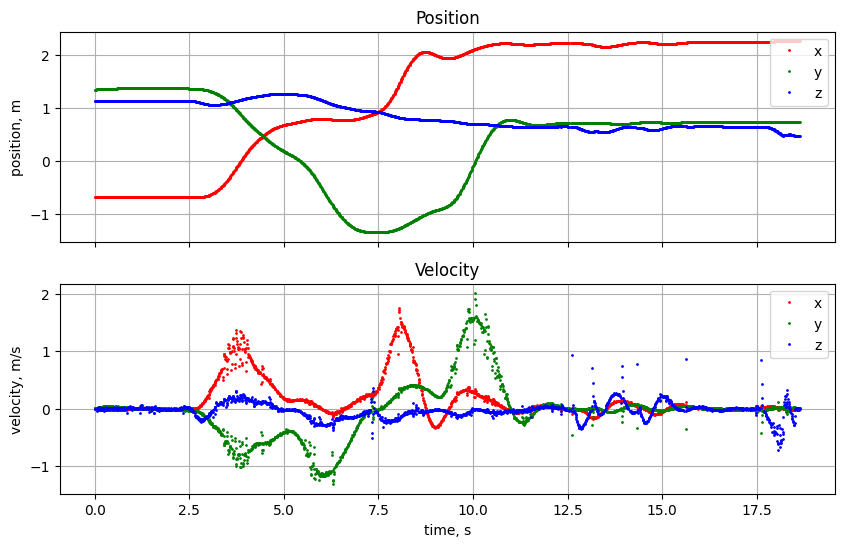 Position
position, m
2
1
0
−1
x
y
z
Velocity
velocity, m/s
2
1
0
−1
x
y
z
0.0 2.5 5.0 7.5 10.0 12.5 15.0 17.5
time, s